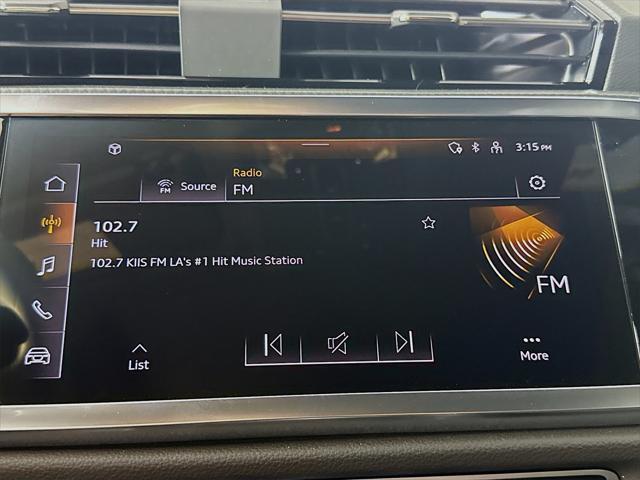 3:15 PM
Radio
FM Source FM
102.7
Hit
102.7 KIIS FM LA's #1 Hit Music Station
FM
List
More